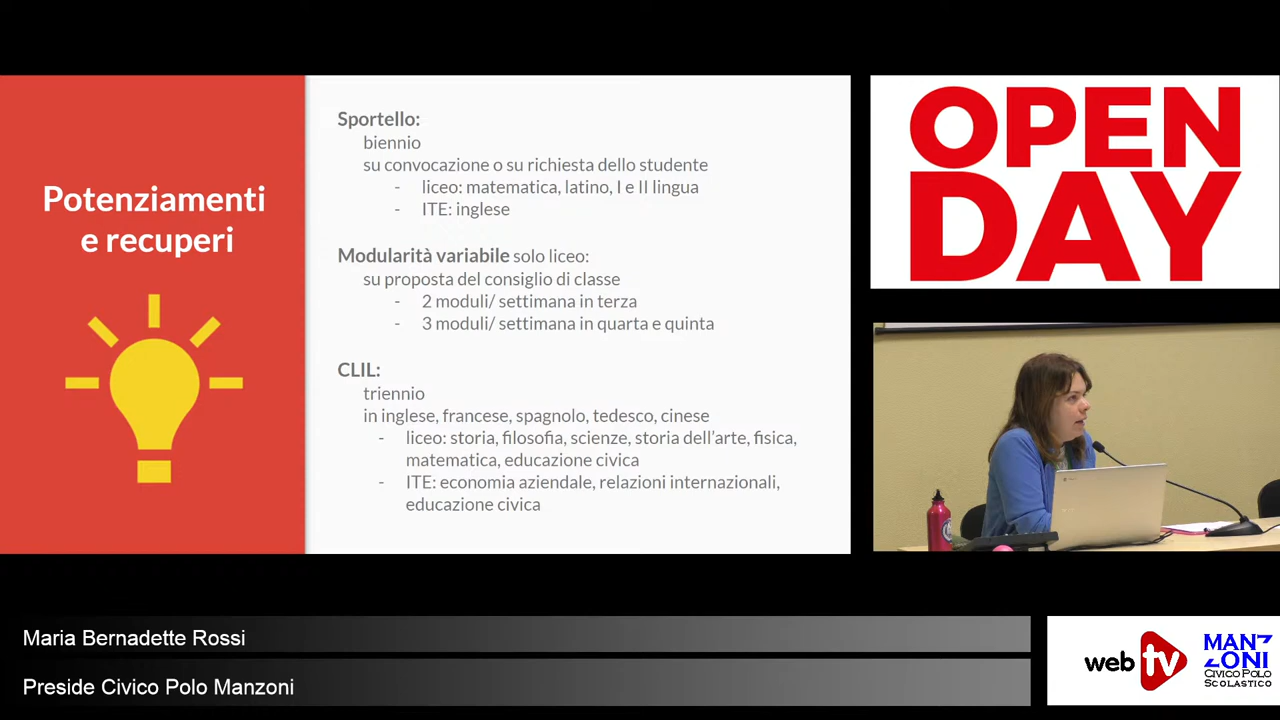 Potenziamenti
e recuperi
Sportello:
biennio
su convocazione o su richiesta dello studente
- liceo: matematica, latino, I e II lingua
- ITE: inglese
Modularità variabile solo liceo:
su proposta del consiglio di classe
- 2 moduli/ settimana in terza
- 3 moduli/ settimana in quarta e quinta
CLIL:
triennio
in inglese, francese, spagnolo, tedesco, cinese
- liceo: storia, filosofia, scienze, storia dell'arte, fisica,
matematica, educazione civica
- ITE: economia aziendale, relazioni internazionali,
educazione civica
OPEN
DAY
Maria Bernadette Rossi
Preside Civico Polo Manzoni
web tv
MANZ
ZONI
CIVICO POLO
SCOLASTICO